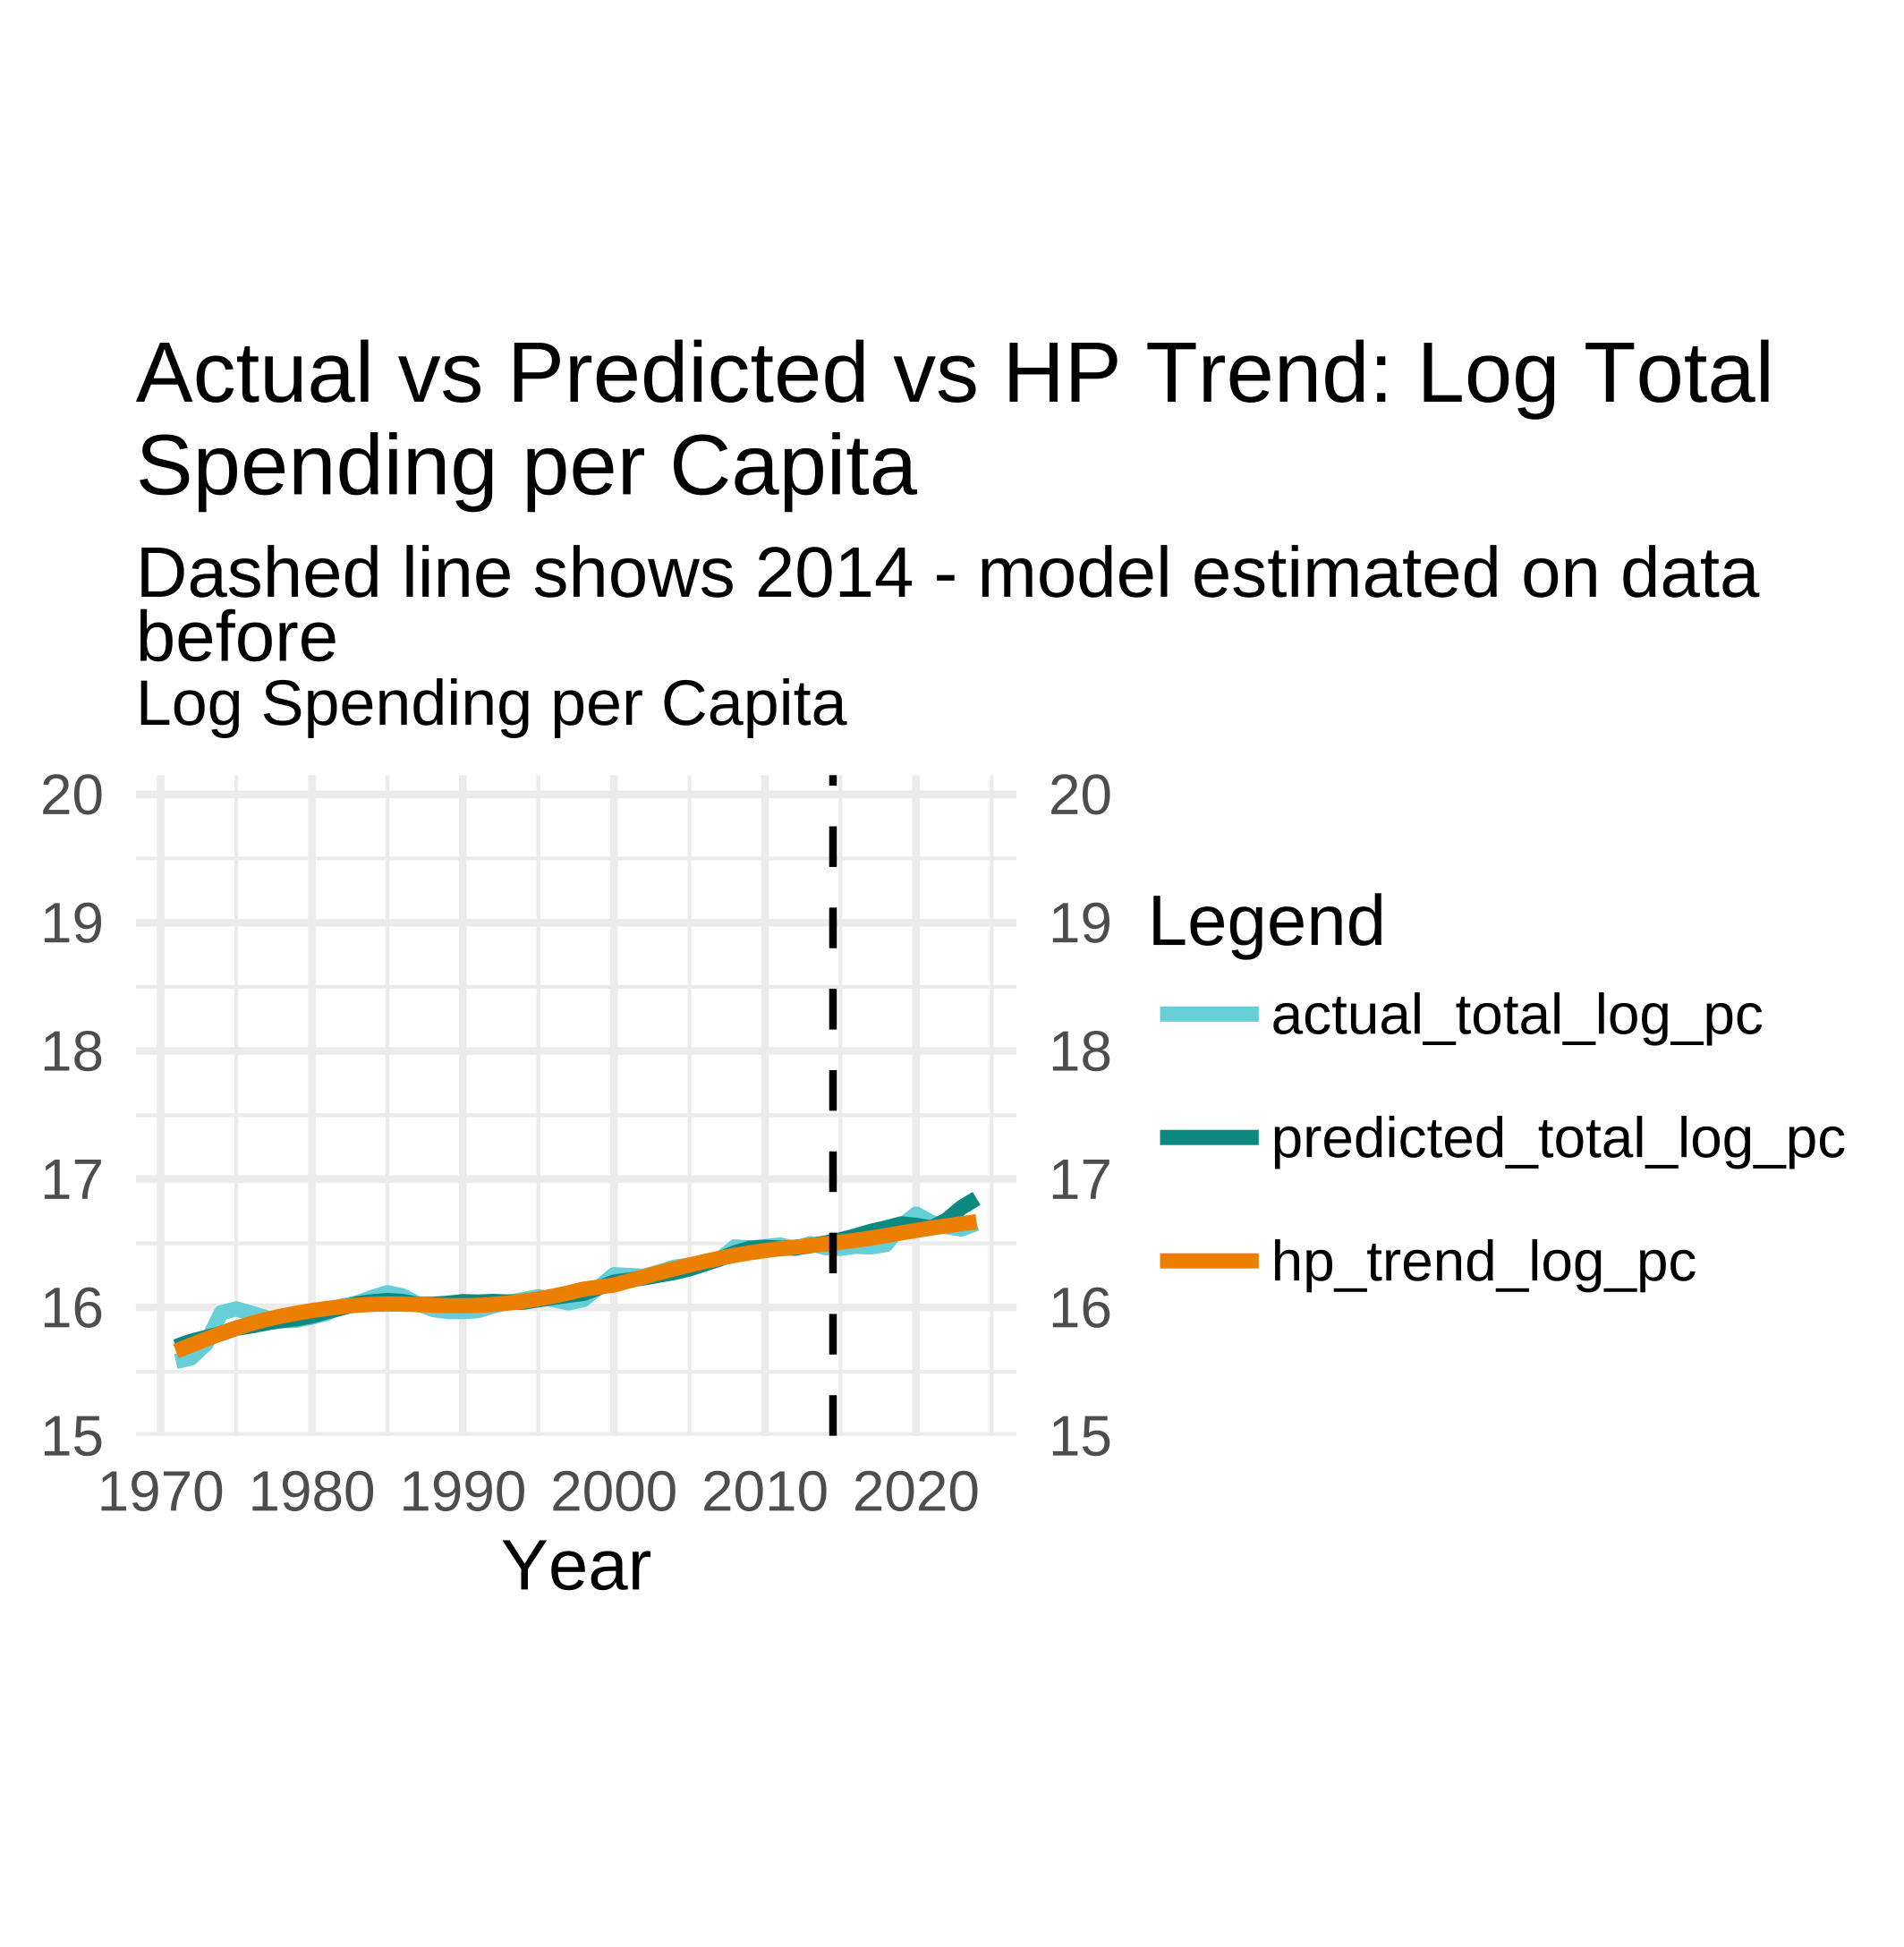 Actual vs Predicted vs HP Trend: Log Total
Spending per Capita
Dashed line shows 2014 - model estimated on data
before
Log Spending per Capita
20
19
18
17
16
15
20
19
18
17
16
15
1970 1980 1990 2000 2010 2020
Year
Legend
actual_total_log_pc
predicted_total_log_pc
hp_trend_log_pc